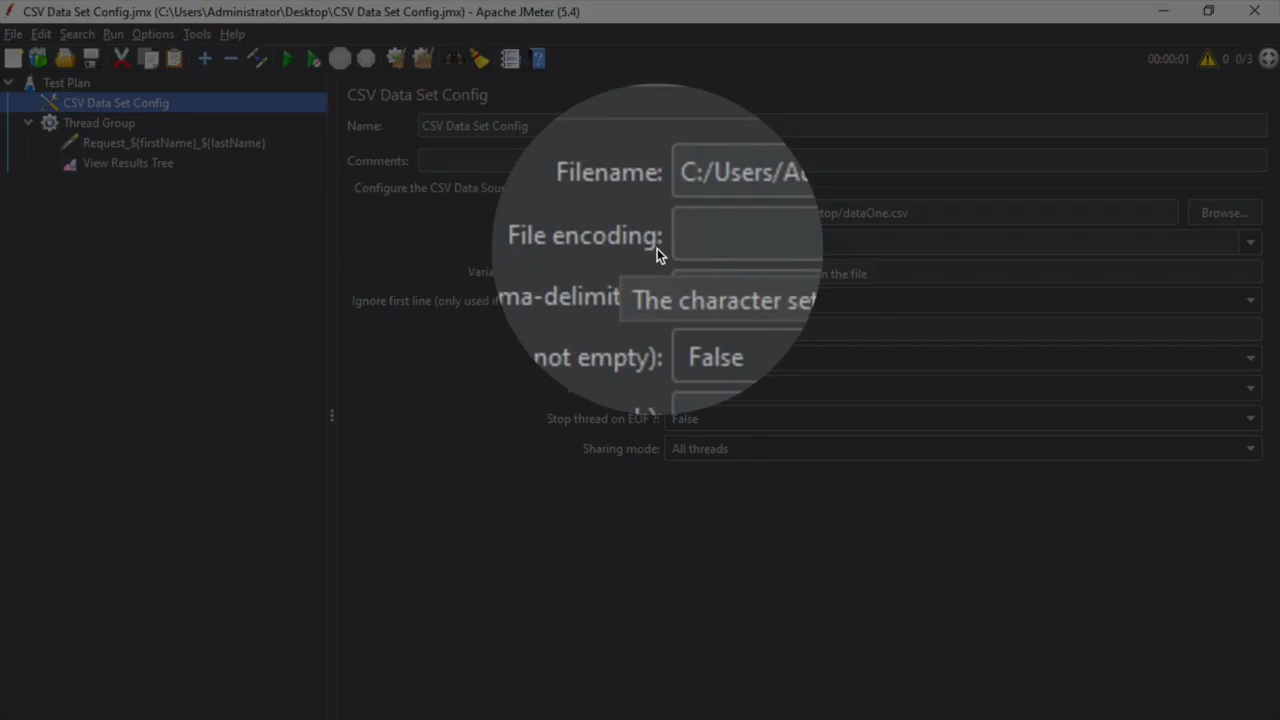 CSV Data Set Config.jmx (C:\Users\Administrator\Desktop\CSV Data Set Config.jmx) - Apache JMeter (5.4)
File Edit Search Run Options Tools Help
00:00:01 0 0/3
Test Plan
CSV Data Set Config
Thread Group
Request_${firstName}_${lastName}
View Results Tree
CSV Data Set Config
Name: CSV Data Set Config
Comments:
Configure the CSV Data Sou
Filename: C:/Users/A
top/dataOne.csv Browse...
File encoding:
Varia
n the file
Ignore first line (only used i
ma-delimit
The character set
not empty): False
Stop thread on EOF?: False
Sharing mode: All threads